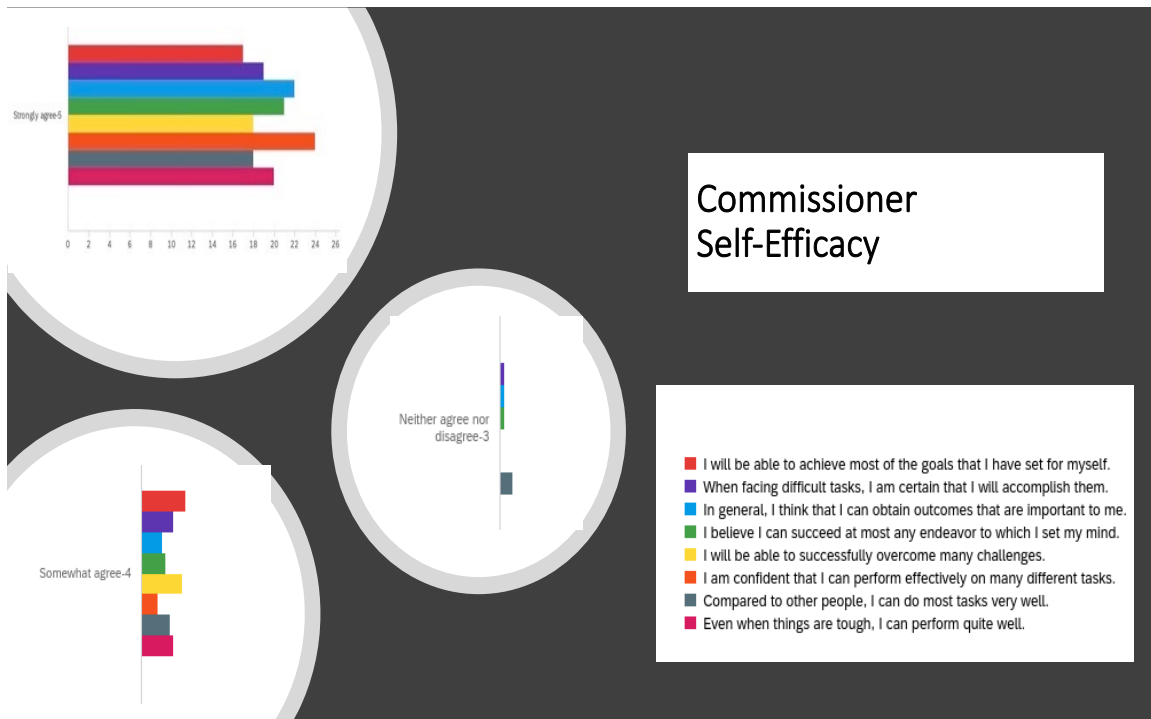 Strongly agree-5
0 2 4 6 8 10 12 14 16 18 20 22 24 26
Commissioner
Self-Efficacy
Neither agree nor
disagree-3
Somewhat agree-4
I will be able to achieve most of the goals that I have set for myself.
When facing difficult tasks, I am certain that I will accomplish them.
In general, I think that I can obtain outcomes that are important to me.
I believe I can succeed at most any endeavor to which I set my mind.
I will be able to successfully overcome many challenges.
I am confident that I can perform effectively on many different tasks.
Compared to other people, I can do most tasks very well.
Even when things are tough, I can perform quite well.